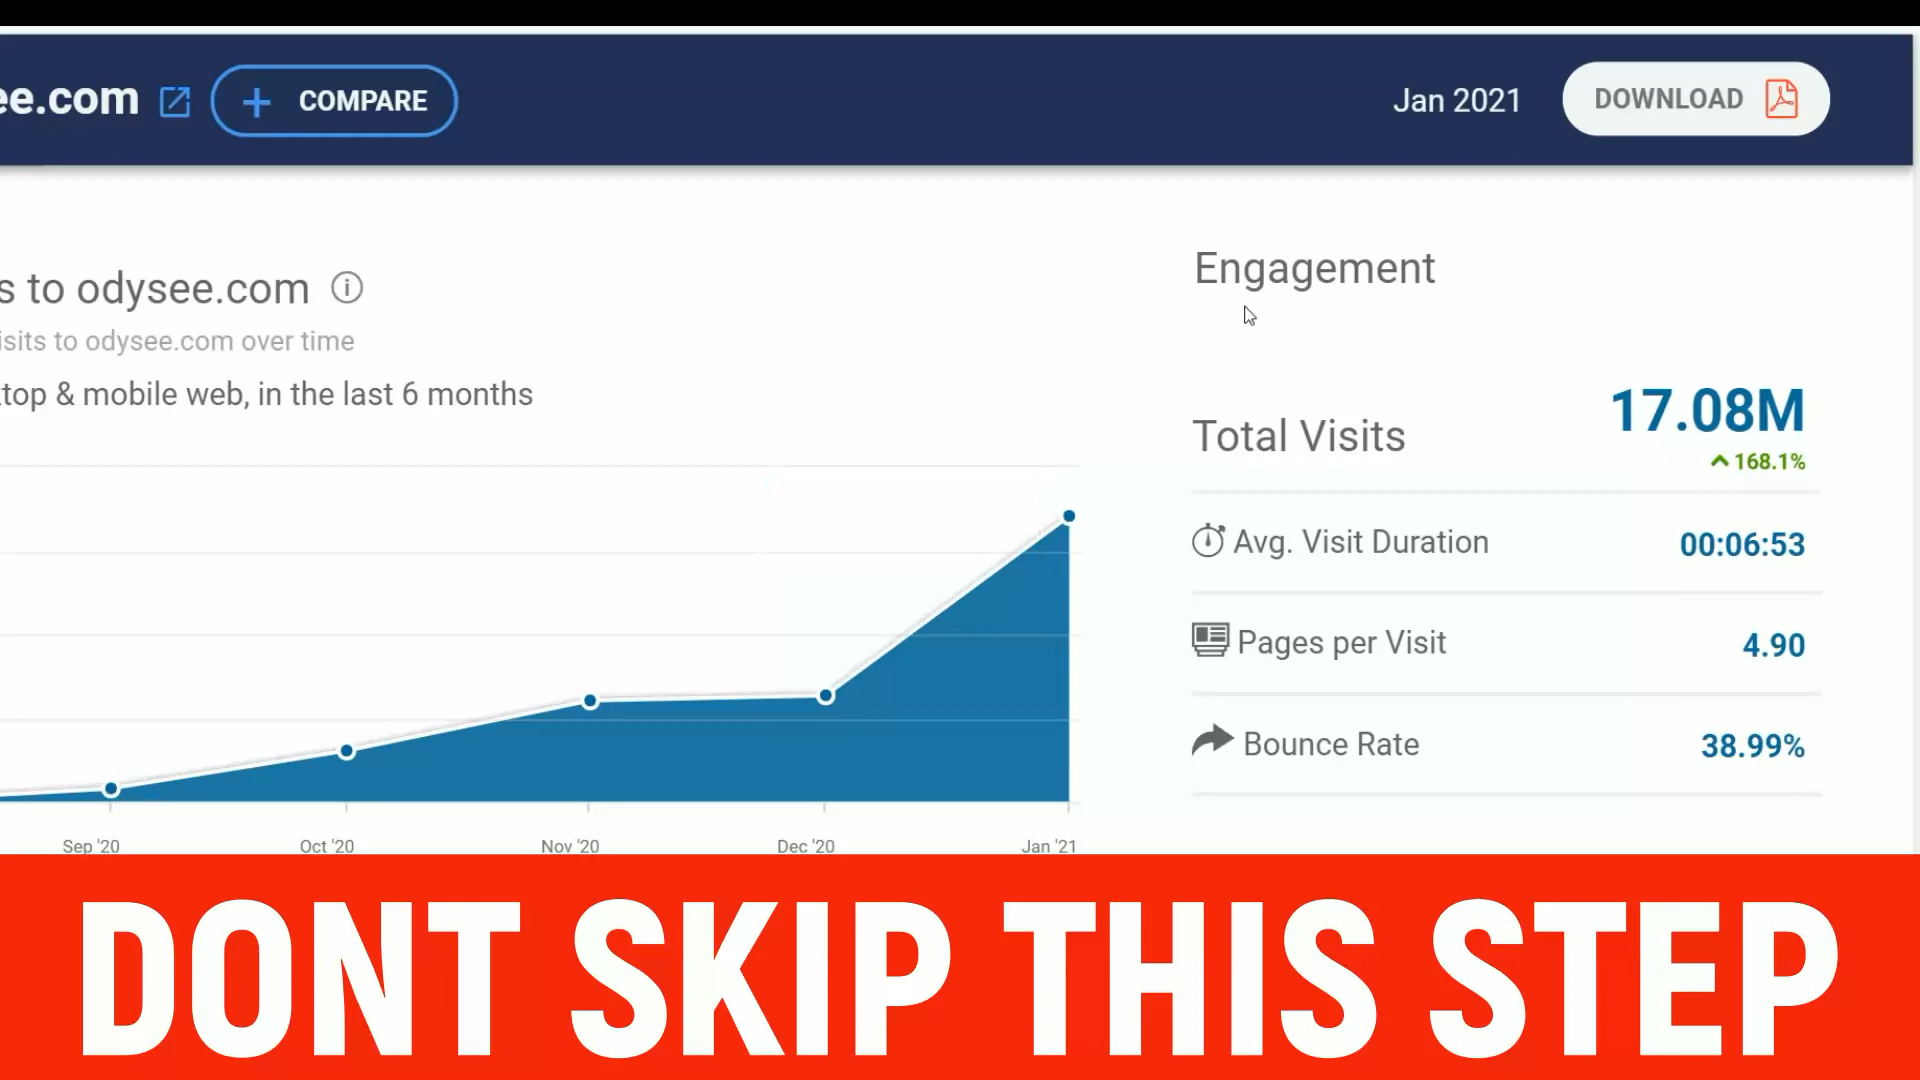 ee.com
COMPARE
Jan 2021
DOWNLOAD
s to odysee.com
isits to odysee.com over time
top & mobile web, in the last 6 months
Engagement
Total Visits
17.08M
168.1%
Avg. Visit Duration
00:06:53
Pages per Visit
4.90
Bounce Rate
38.99%
Sep '20
Oct '20
Nov '20
Dec '20
Jan '21
DONT SKIP THIS STEP